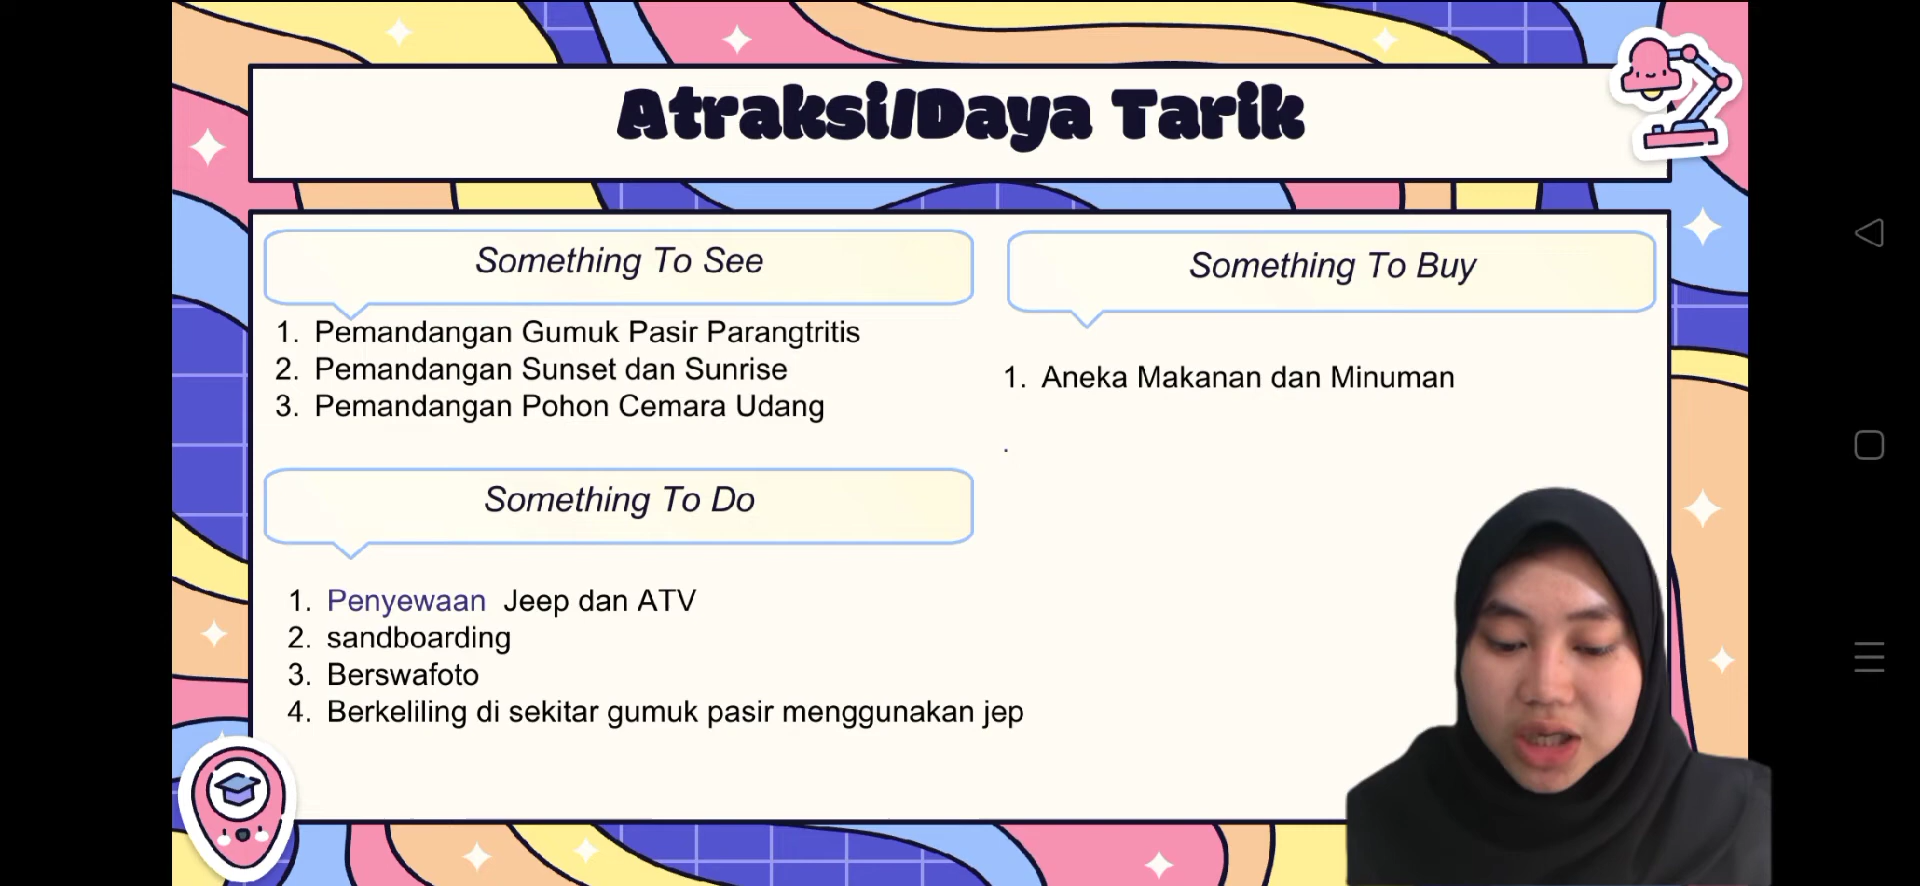 Atraksi/Daya Tarik
Something To See
1. Pemandangan Gumuk Pasir Parangtritis
2. Pemandangan Sunset dan Sunrise
3. Pemandangan Pohon Cemara Udang
Something To Do
1. Penyewaan Jeep dan ATV
2. sandboarding
3. Berswafoto
4. Berkeliling di sekitar gumuk pasir menggunakan jep
Something To Buy
1. Aneka Makanan dan Minuman
.